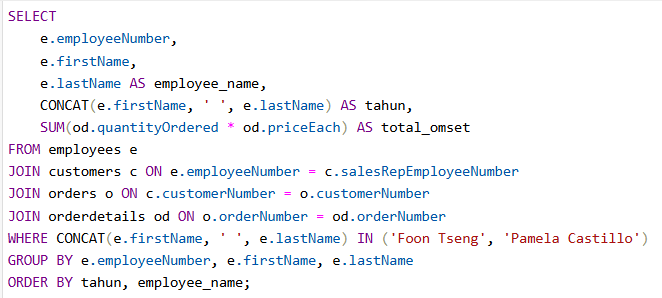 SELECT
e.employeeNumber,
e.firstName,
e.lastName AS employee_name,
CONCAT(e.firstName, ' ', e.lastName) AS tahun,
SUM(od.quantityOrdered * od.priceEach) AS total_omset
FROM employees e
JOIN customers c ON e.employeeNumber = c.salesRepEmployeeNumber
JOIN orders o ON c.customerNumber = o.customerNumber
JOIN orderdetails od ON o.orderNumber = od.orderNumber
WHERE CONCAT(e.firstName, ' ', e.lastName) IN ('Foon Tseng', 'Pamela Castillo')
GROUP BY e.employeeNumber, e.firstName, e.lastName
ORDER BY tahun, employee_name;